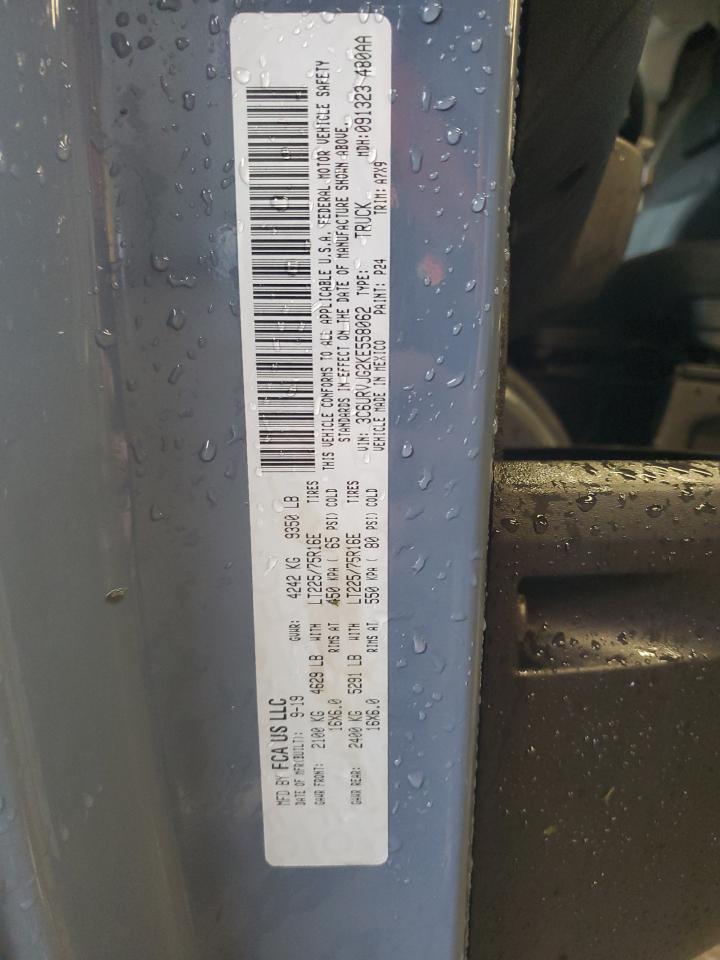 MFD BY FCA US LLC
DATE OF MFR(BUILT): 9-19 GVWR: 4242 KG 9350 LB
GAWR FRONT: 2100 KG 4629 LB WITH LT225/75R16E TIRES
16X6.0 RIMS AT 450 KPA ( 65 PSI) COLD
GAWR REAR: 2400 KG 5291 LB WITH LT225/75R16E TIRES
16X6.0 RIMS AT 550 KPA ( 80 PSI) COLD
THIS VEHICLE CONFORMS TO ALL APPLICABLE U.S.A. FEDERAL MOTOR VEHICLE SAFETY
STANDARDS IN EFFECT ON THE DATE OF MANUFACTURE SHOWN ABOVE.
VIN: 3C6URVJG2KE558062 TYPE: TRUCK MDH: 091323 480AA
VEHICLE MADE IN MEXICO PAINT: P24 TRIM: A7X9